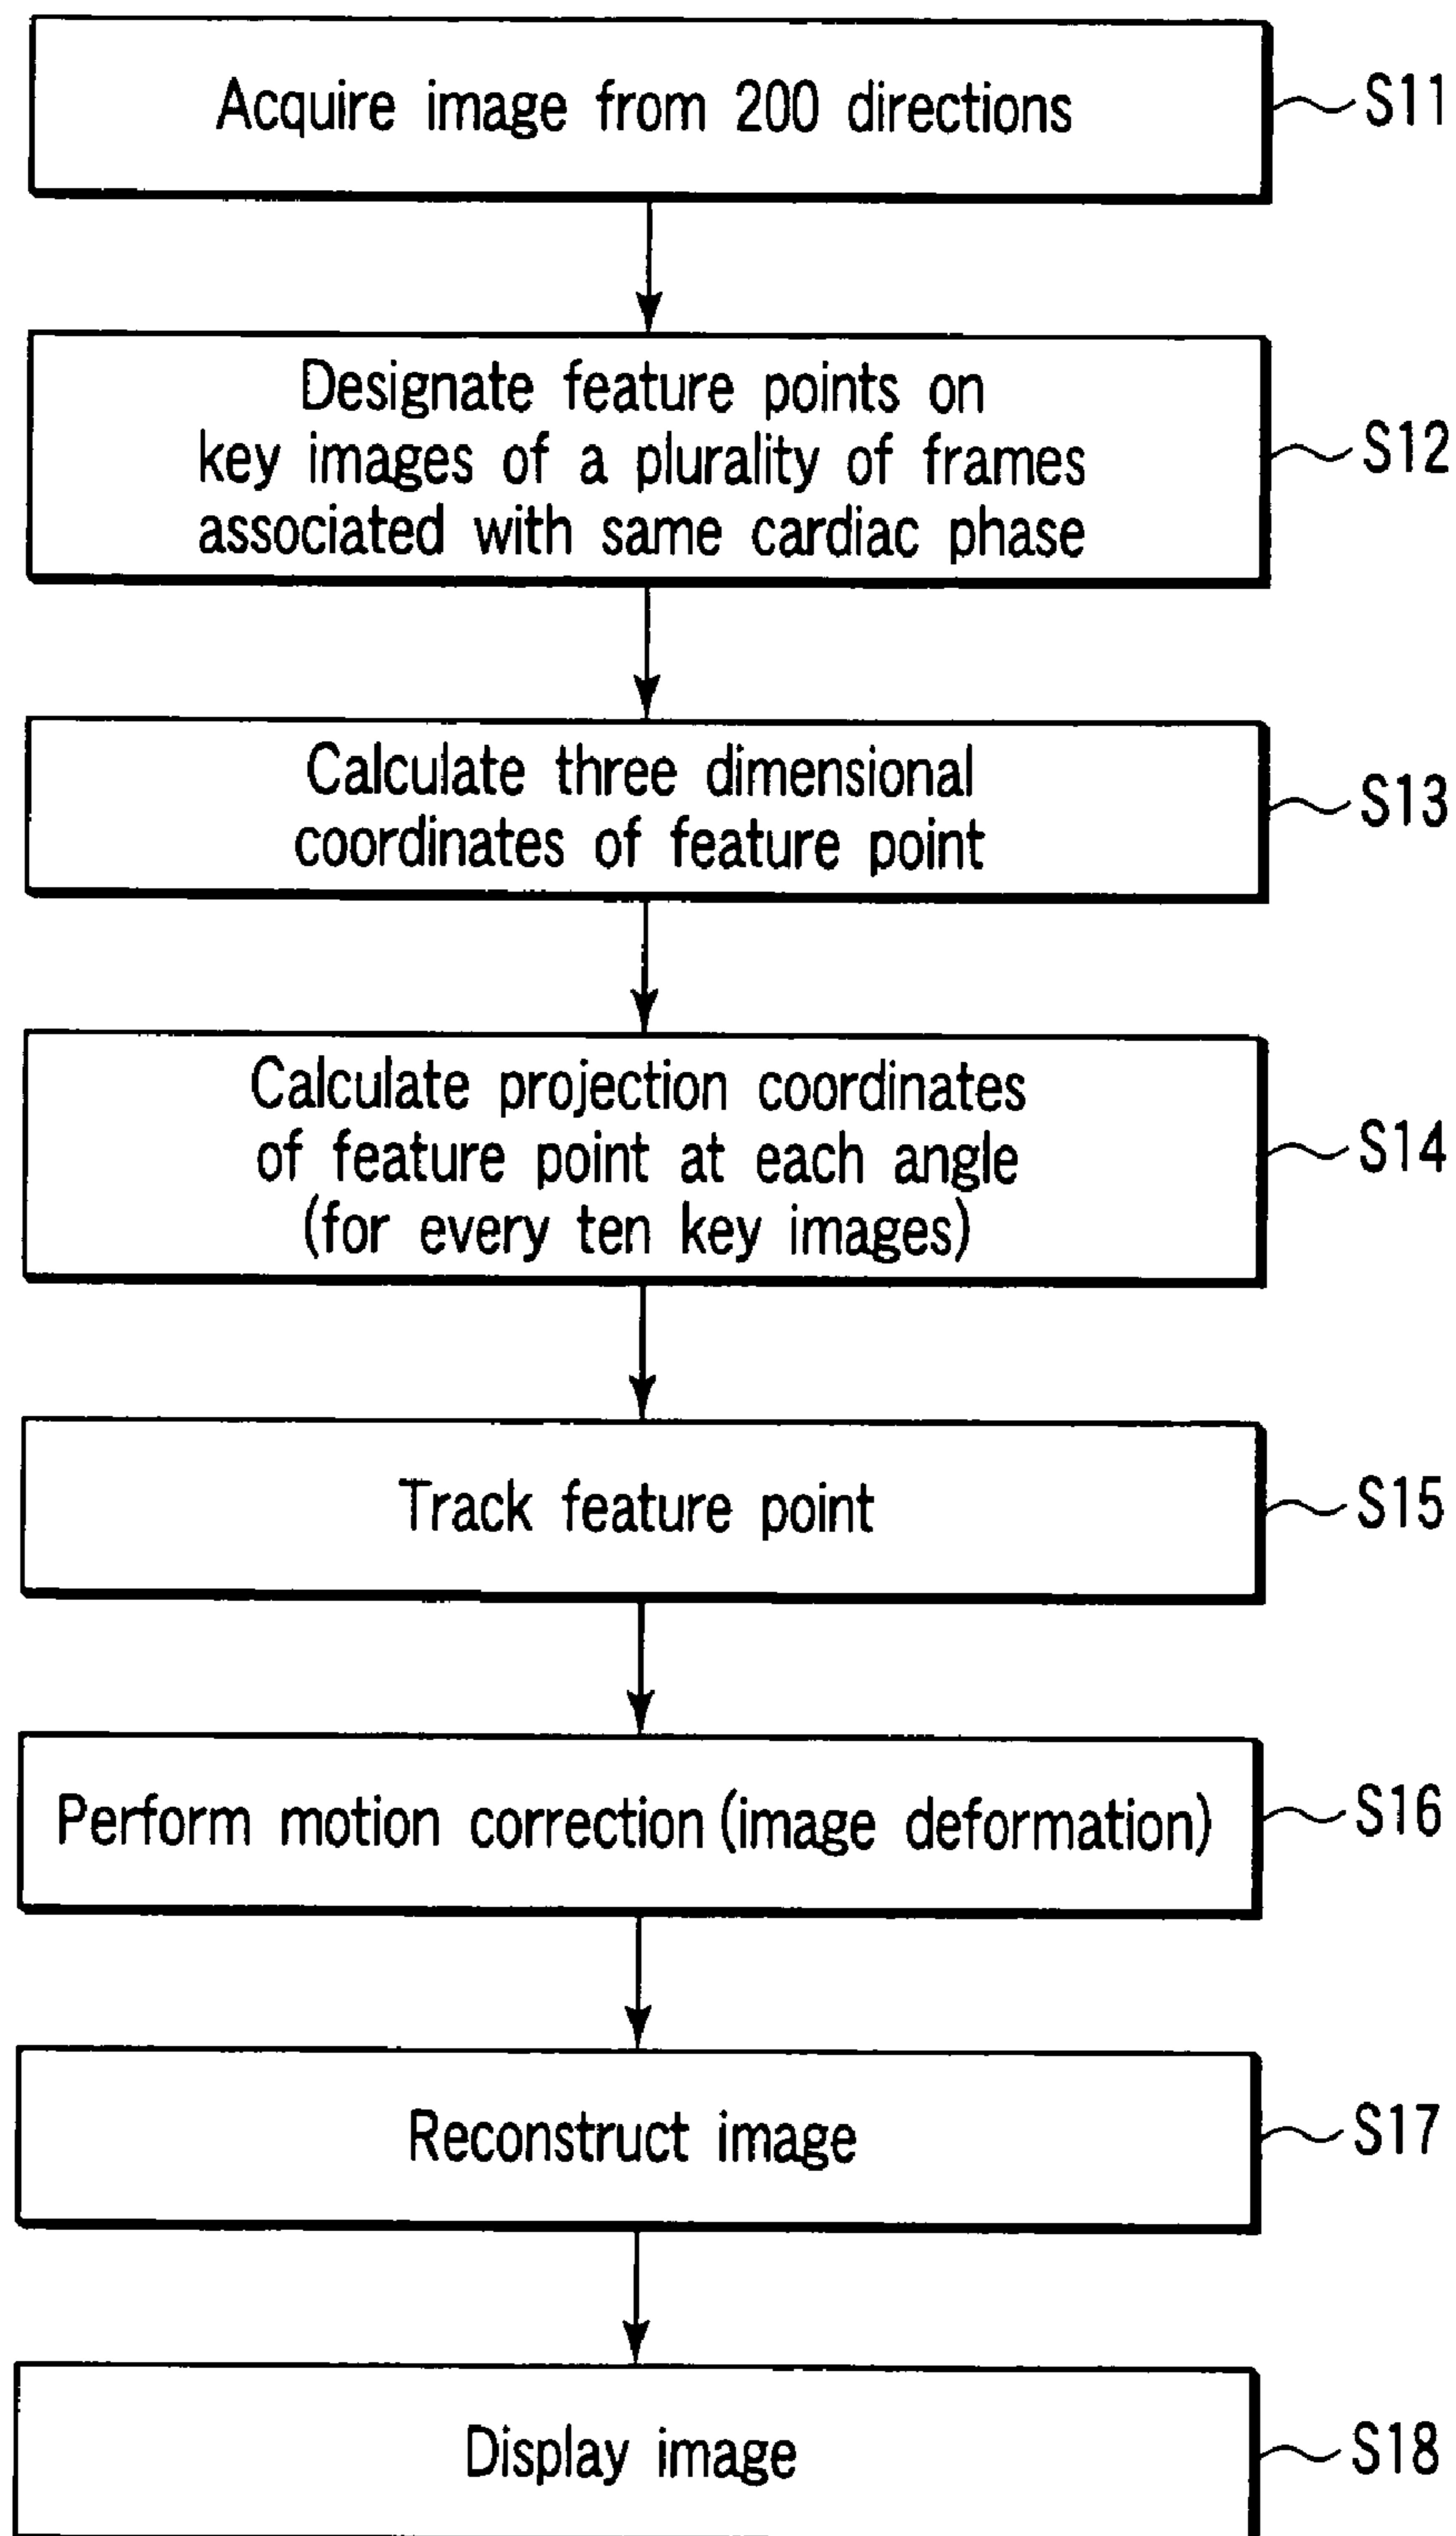 Acquire image from 200 directions
S11
Designate feature points on
key images of a plurality of frames
associated with same cardiac phase
S12
Calculate three dimensional
coordinates of feature point
S13
Calculate projection coordinates
of feature point at each angle
(for every ten key images)
S14
Track feature point
S15
Perform motion correction (image deformation)
S16
Reconstruct image
S17
Display image
S18